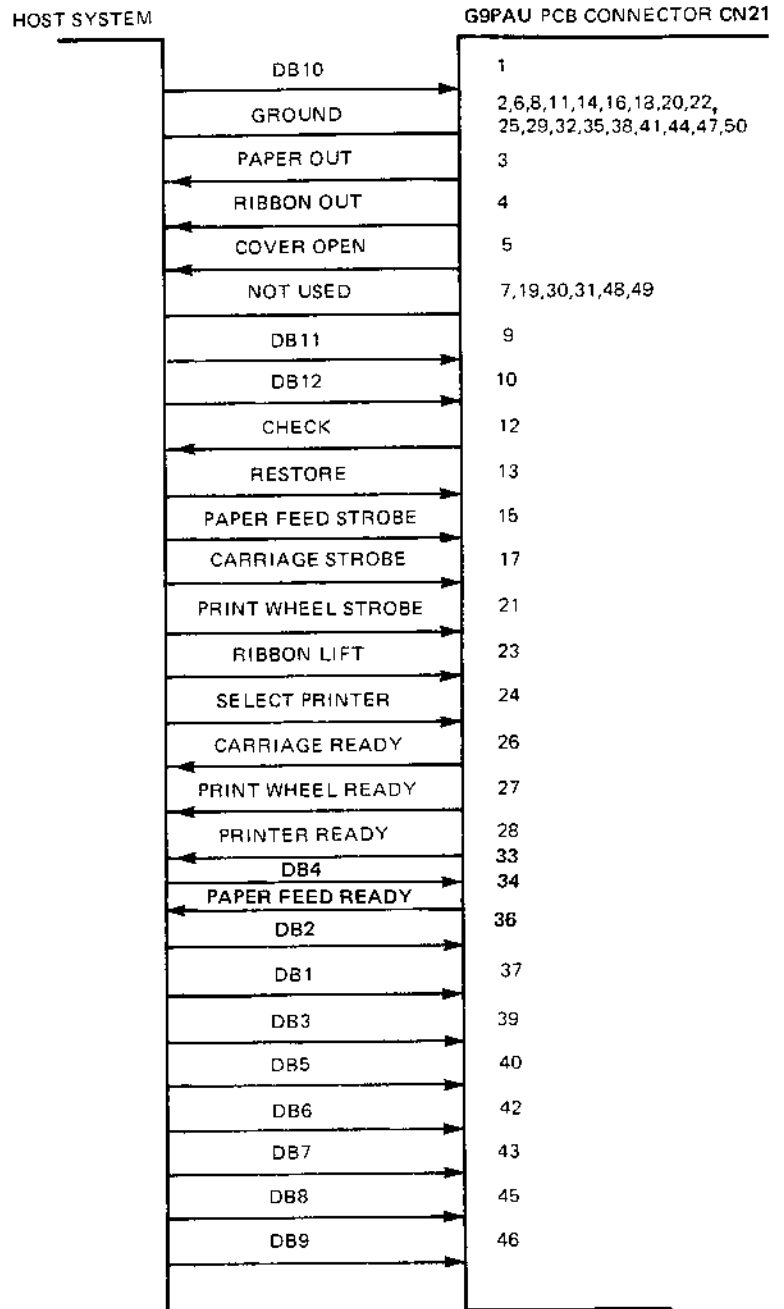 HOST SYSTEM G9PAU PCB CONNECTOR CN21
DB10 1
GROUND 2,6,8,11,14,16,18,20,22,
25,29,32,35,38,41,44,47,50
PAPER OUT 3
RIBBON OUT 4
COVER OPEN 5
NOT USED 7,19,30,31,48,49
DB11 9
DB12 10
CHECK 12
RESTORE 13
PAPER FEED STROBE 15
CARRIAGE STROBE 17
PRINT WHEEL STROBE 21
RIBBON LIFT 23
SELECT PRINTER 24
CARRIAGE READY 26
PRINT WHEEL READY 27
PRINTER READY 28
33
DB4 34
PAPER FEED READY 36
DB2
DB1 37
DB3 39
DB5 40
DB6 42
DB7 43
DB8 45
DB9 46